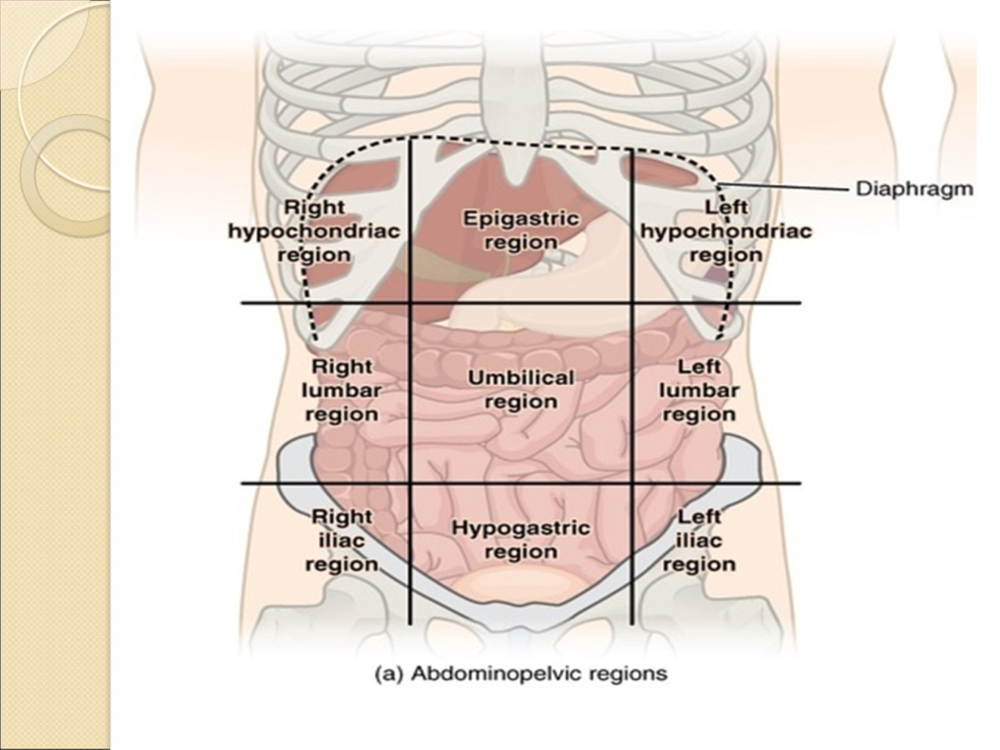 Diaphragm
Right
hypochondriac
region
Epigastric
region
Left
hypochondriac
region
Right
lumbar
region
Umbilical
region
Left
lumbar
region
Right
iliac
region
Hypogastric
region
Left
iliac
region
(a) Abdominopelvic regions